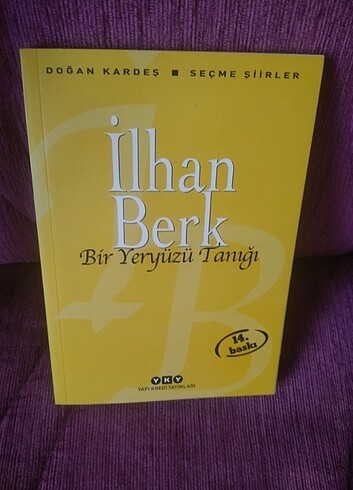 DOĞAN KARDEŞ ■ SEÇME ŞİİRLER
İlhan
Berk
Bir Yeryüzü Tanığı
14.
baskı
YKY
YAPI KREDİ YAYINLARI